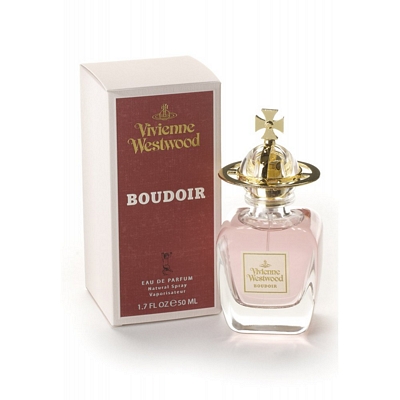 Vivienne
Westwood
BOUDOIR
EAU DE PARFUM
Natural Spray
Vaporisateur
1.7 FL OZ e 50 ML
Vivienne
Westwood
BOUDOIR